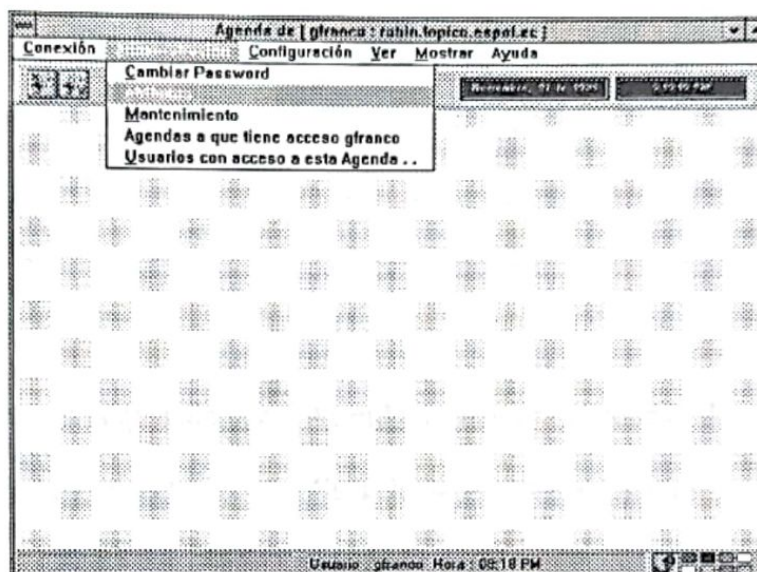 Agenda de [ gfranco : rubin.topico.espol.ec ]
Conexión Configuración Ver Mostrar Ayuda
Cambiar Password
Mantenimiento
Agendas a que tiene acceso gfranco
Usuarios con acceso a esta Agenda . .
Usuario : gfranco Hora : 09:18 PM